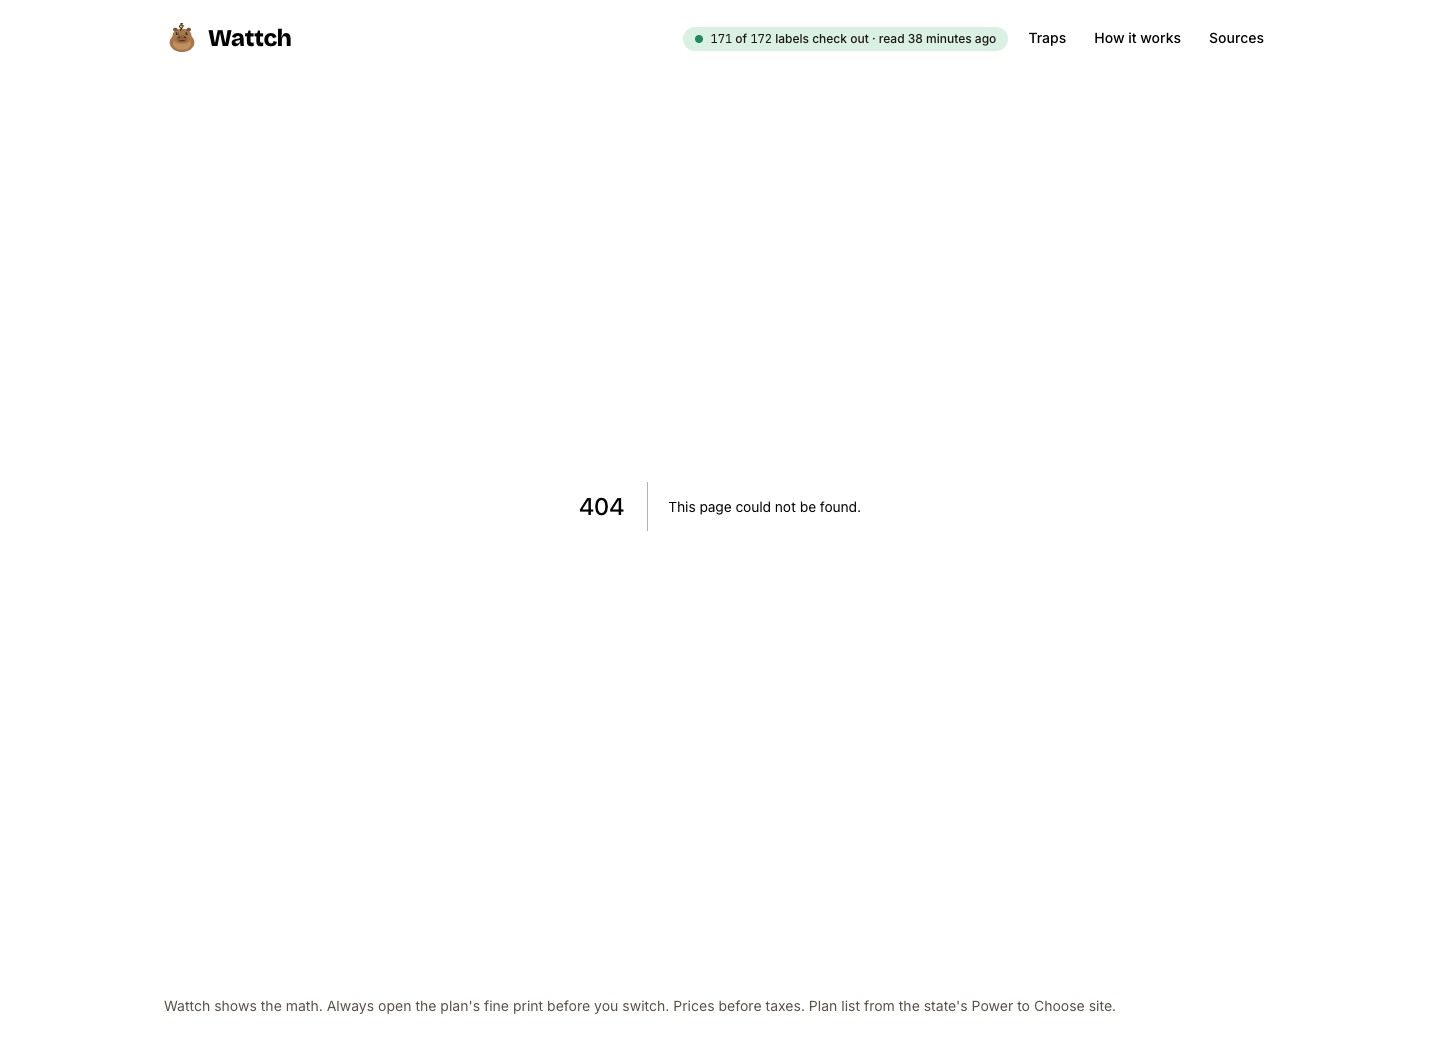 Wattch
171 of 172 labels check out · read 38 minutes ago
Traps
How it works
Sources
404
This page could not be found.
Wattch shows the math. Always open the plan's fine print before you switch. Prices before taxes. Plan list from the state's Power to Choose site.